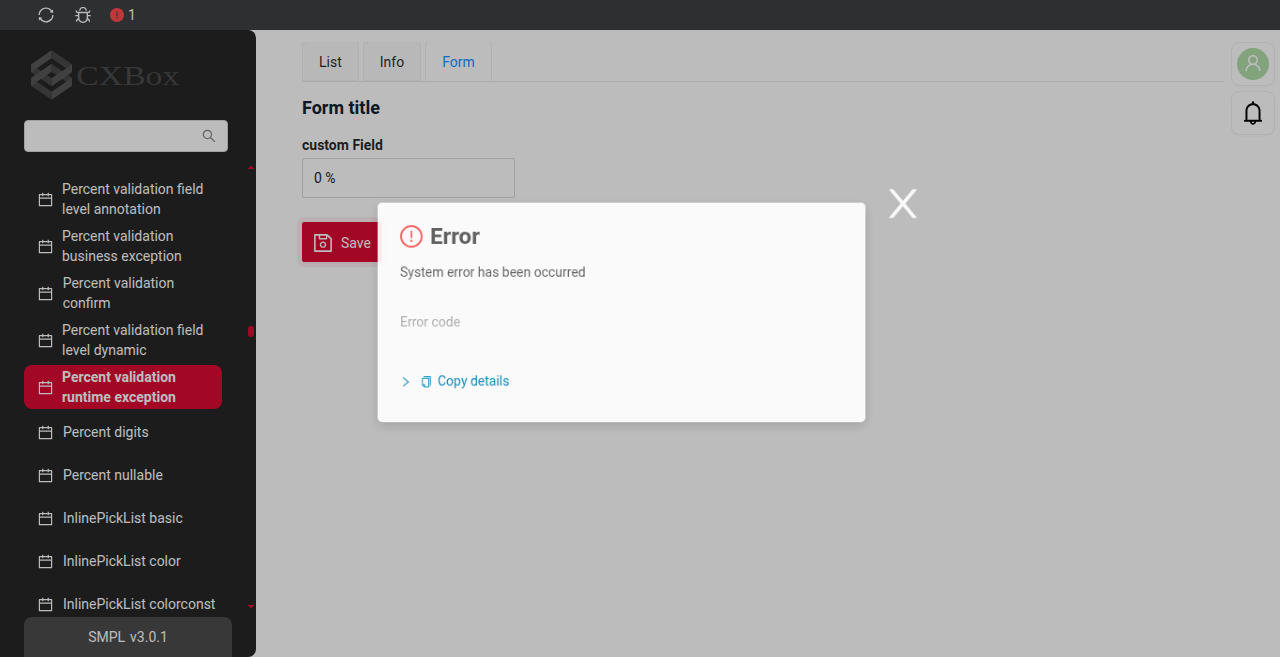 1
CXBox
List
Info
Form
Form title
custom Field
0 %
Save
Error
System error has been occurred
Error code
Copy details
Percent validation field
level annotation
Percent validation
business exception
Percent validation
confirm
Percent validation field
level dynamic
Percent validation
runtime exception
Percent digits
Percent nullable
InlinePickList basic
InlinePickList color
InlinePickList colorconst
SMPL v3.0.1